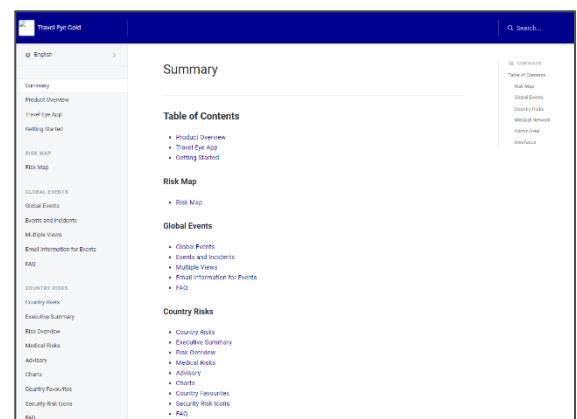 Travel Eye Gold
Search...
English
Summary
Product Overview
Travel Eye App
Getting Started
RISK MAP
Risk Map
GLOBAL EVENTS
Global Events
Events and Incidents
Multiple Views
Email Information for Events
FAQ
COUNTRY RISKS
Country Risks
Executive Summary
Risk Overview
Medical Risks
Advisory
Charts
Country Favourites
Security Risk Icons
FAQ
Summary
Table of Contents
Product Overview
Travel Eye App
Getting Started
Risk Map
Risk Map
Global Events
Global Events
Events and Incidents
Multiple Views
Email Information for Events
FAQ
Country Risks
Country Risks
Executive Summary
Risk Overview
Medical Risks
Advisory
Charts
Country Favourites
Security Risk Icons
FAQ
CONTENTS
Table of Contents
Risk Map
Global Events
Country Risks
Medical Network
Admin Area
Interfaces